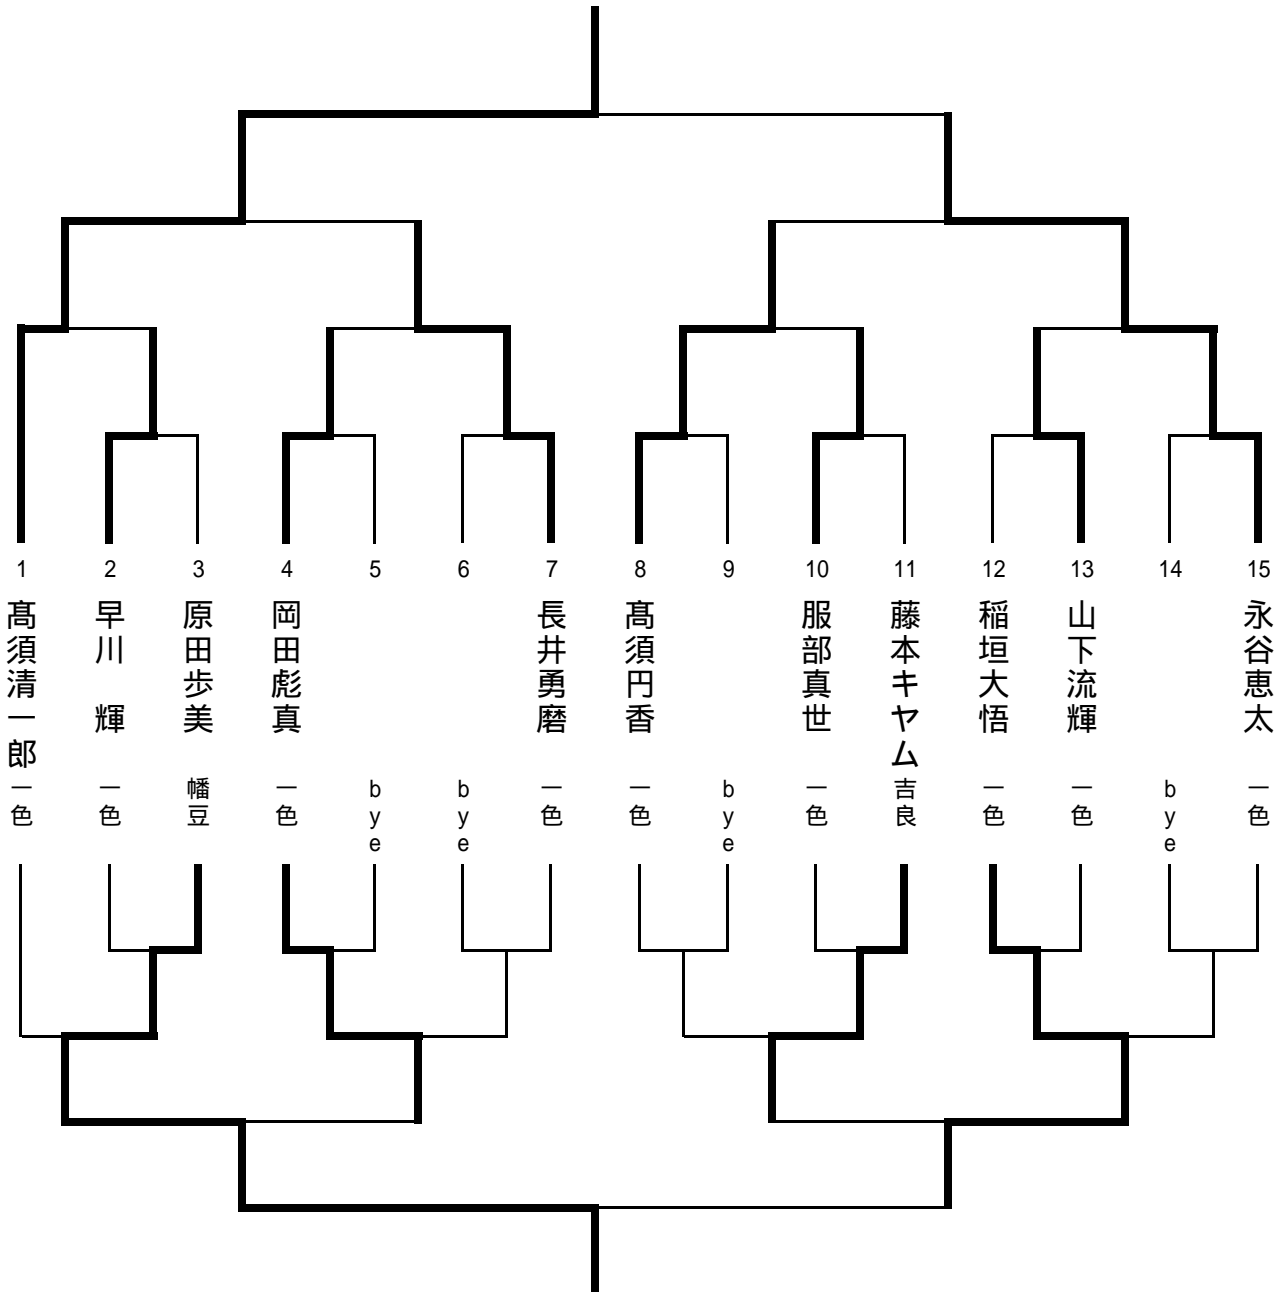 1 2 3 4 5 6 7 8 9 10 11 12 13 14 15
髙須清一郎
一色
早川　輝
一色
原田歩美
幡豆
岡田彪真
一色
bye
bye
長井勇磨
一色
髙須円香
一色
bye
服部真世
一色
藤本キヤム
吉良
稲垣大悟
一色
山下流輝
一色
bye
永谷恵太
一色